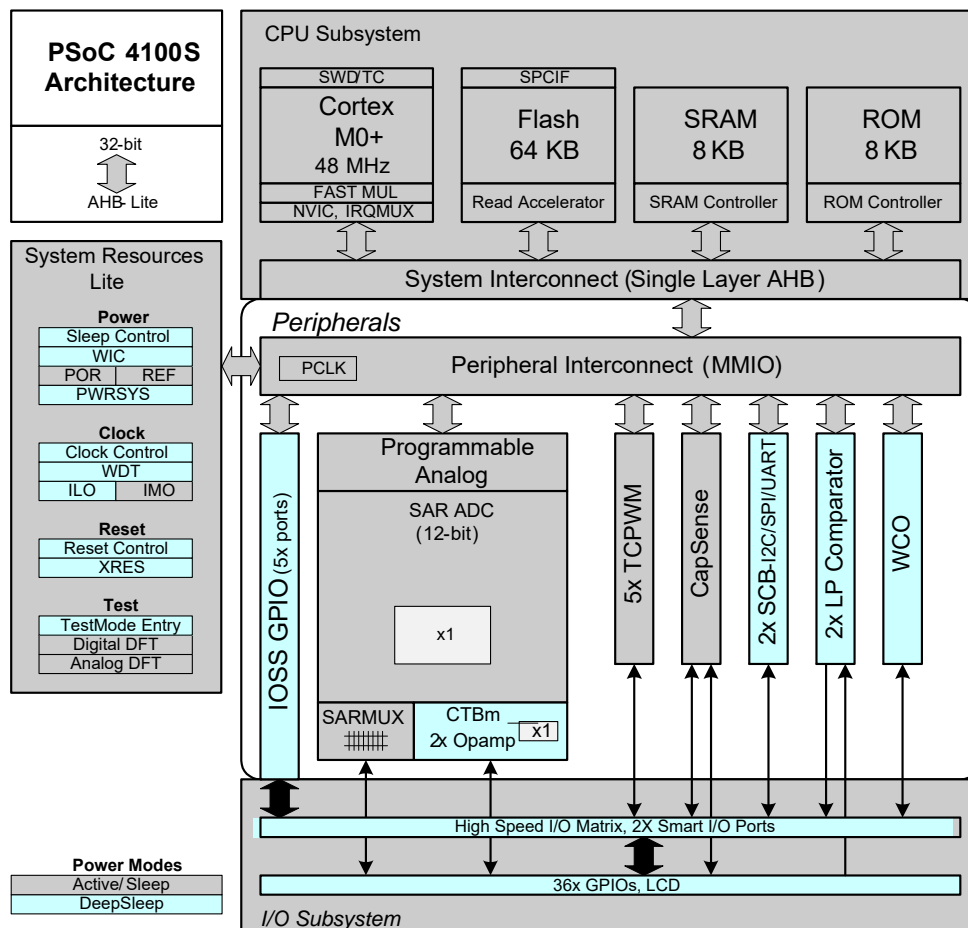 PSoC 4100S
Architecture
32-bit
AHB- Lite
CPU Subsystem
SWD/TC
Cortex
M0+
48 MHz
FAST MUL
NVIC, IRQMUX
SPCIF
Flash
64 KB
Read Accelerator
SRAM
8 KB
SRAM Controller
ROM
8 KB
ROM Controller
System Interconnect (Single Layer AHB)
System Resources
Lite
Power
Sleep Control
WIC
POR REF
PWRSYS
Clock
Clock Control
WDT
ILO IMO
Reset
Reset Control
XRES
Test
TestMode Entry
Digital DFT
Analog DFT
Peripherals
PCLK
Peripheral Interconnect (MMIO)
IOSS GPIO (5x ports)
Programmable
Analog
SAR ADC
(12-bit)
x1
SARMUX
CTBm
2x Opamp
x1
5x TCPWM
CapSense
2x SCB-I2C/SPI/UART
2x LP Comparator
WCO
High Speed I/O Matrix, 2X Smart I/O Ports
36x GPIOs, LCD
I/O Subsystem
Power Modes
Active/Sleep
DeepSleep